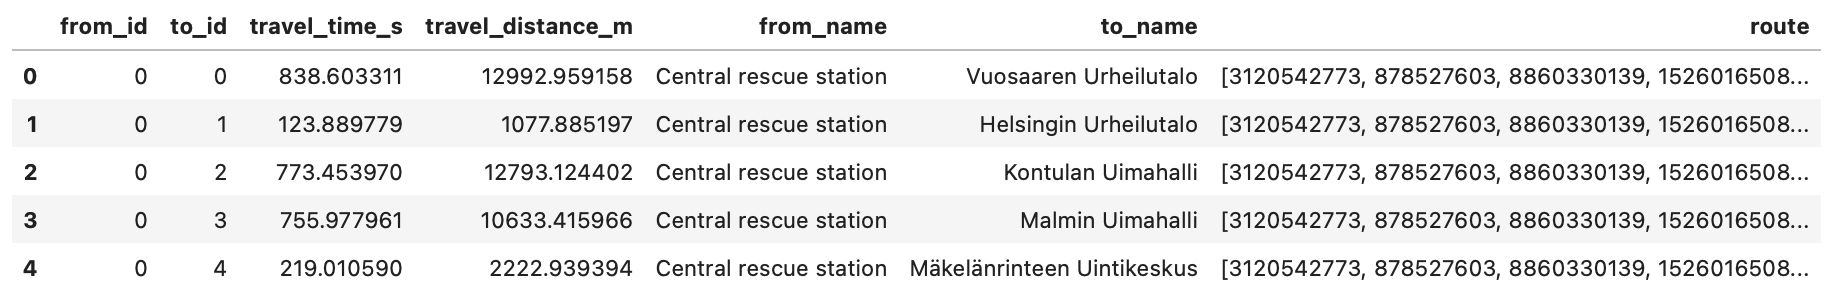 from_id to_id travel_time_s travel_distance_m from_name to_name route
0 0 0 838.603311 12992.959158 Central rescue station Vuosaaren Urheilutalo [3120542773, 878527603, 8860330139, 1526016508...
1 0 1 123.889779 1077.885197 Central rescue station Helsingin Urheilutalo [3120542773, 878527603, 8860330139, 1526016508...
2 0 2 773.453970 12793.124402 Central rescue station Kontulan Uimahalli [3120542773, 878527603, 8860330139, 1526016508...
3 0 3 755.977961 10633.415966 Central rescue station Malmin Uimahalli [3120542773, 878527603, 8860330139, 1526016508...
4 0 4 219.010590 2222.939394 Central rescue station Mäkelänrinteen Uintikeskus [3120542773, 878527603, 8860330139, 1526016508...